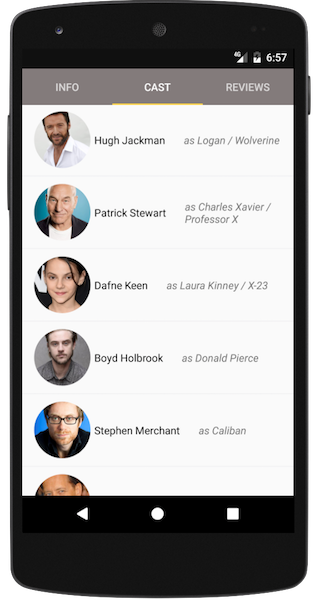 4G 6:57
INFO CAST REVIEWS
Hugh Jackman as Logan / Wolverine
Patrick Stewart as Charles Xavier /
Professor X
Dafne Keen as Laura Kinney / X-23
Boyd Holbrook as Donald Pierce
Stephen Merchant as Caliban